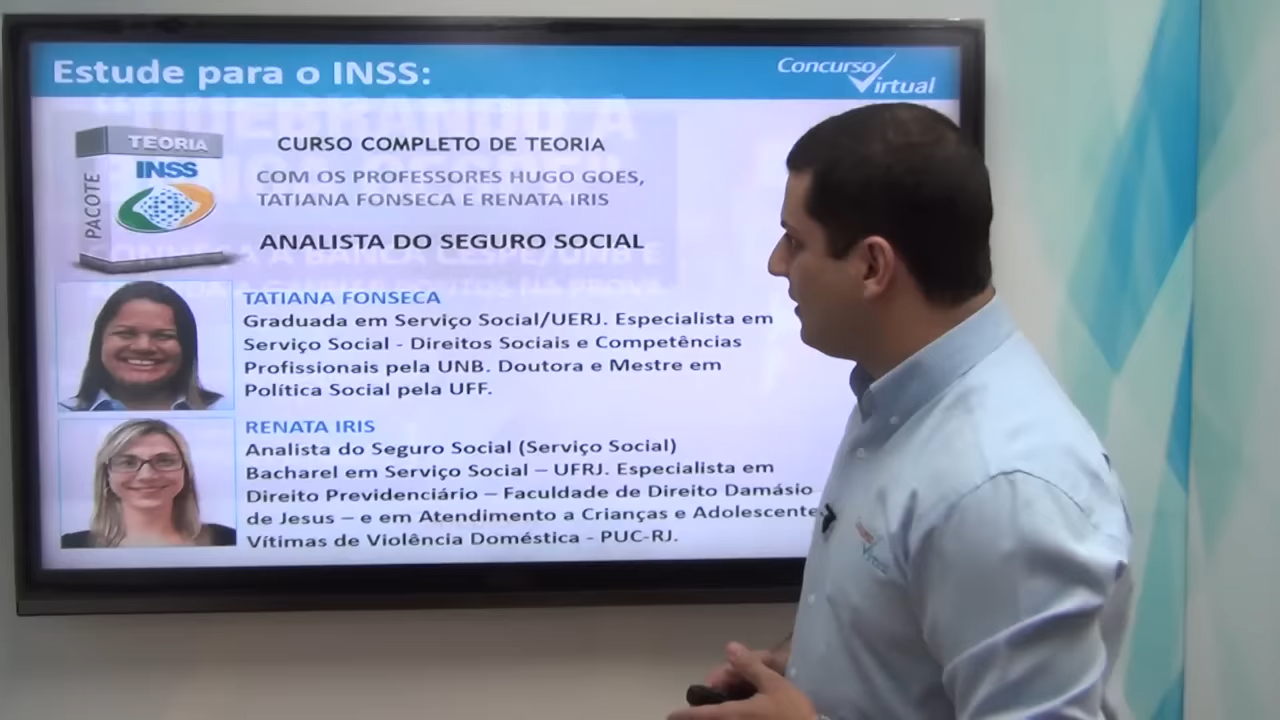 Estude para o INSS:
Concurso
Virtual
TEORIA
INSS
PACOTE
CURSO COMPLETO DE TEORIA
COM OS PROFESSORES HUGO GOES,
TATIANA FONSECA E RENATA IRIS
ANALISTA DO SEGURO SOCIAL
TATIANA FONSECA
Graduada em Serviço Social/UERJ. Especialista em
Serviço Social - Direitos Sociais e Competências
Profissionais pela UNB. Doutora e Mestre em
Política Social pela UFF.
RENATA IRIS
Analista do Seguro Social (Serviço Social)
Bacharel em Serviço Social – UFRJ. Especialista em
Direito Previdenciário – Faculdade de Direito Damásio
de Jesus – e em Atendimento a Crianças e Adolescente
Vítimas de Violência Doméstica - PUC-RJ.